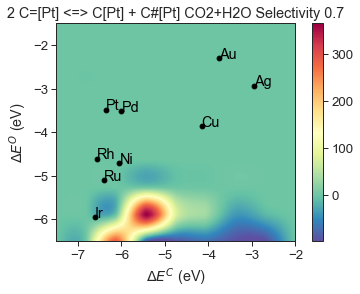 2 C=[Pt] <=> C[Pt] + C#[Pt] CO2+H2O Selectivity 0.7
−2
−3
−4
−5
−6
ΔE^O (eV)
Au
Ag
Pt
Pd
Cu
Rh
Ni
Ru
Ir
−7
−6
−5
−4
−3
−2
ΔE^C (eV)
300
200
100
0